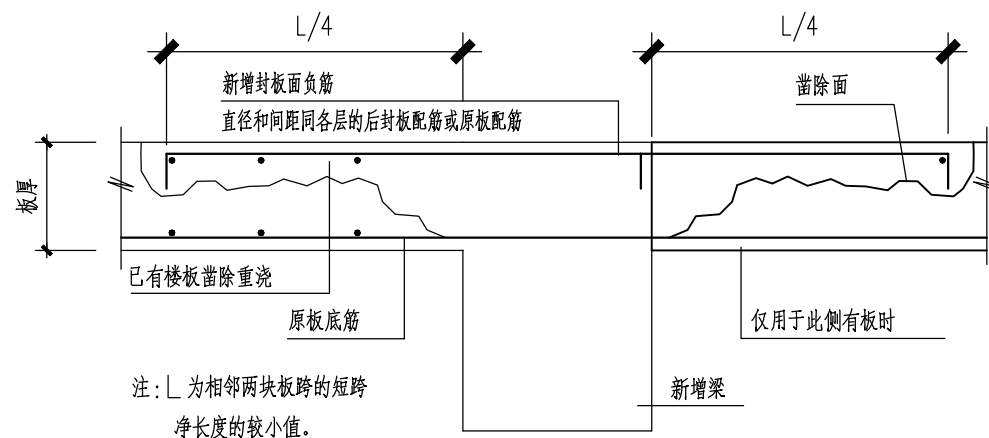 L/4
L/4
新增封板面负筋
直径和间距同各层的后封板配筋或原板配筋
凿除面
板厚
已有楼板凿除重浇
原板底筋
仅用于此侧有板时
注:L 为相邻两块板跨的短跨
净长度的较小值。
新增梁